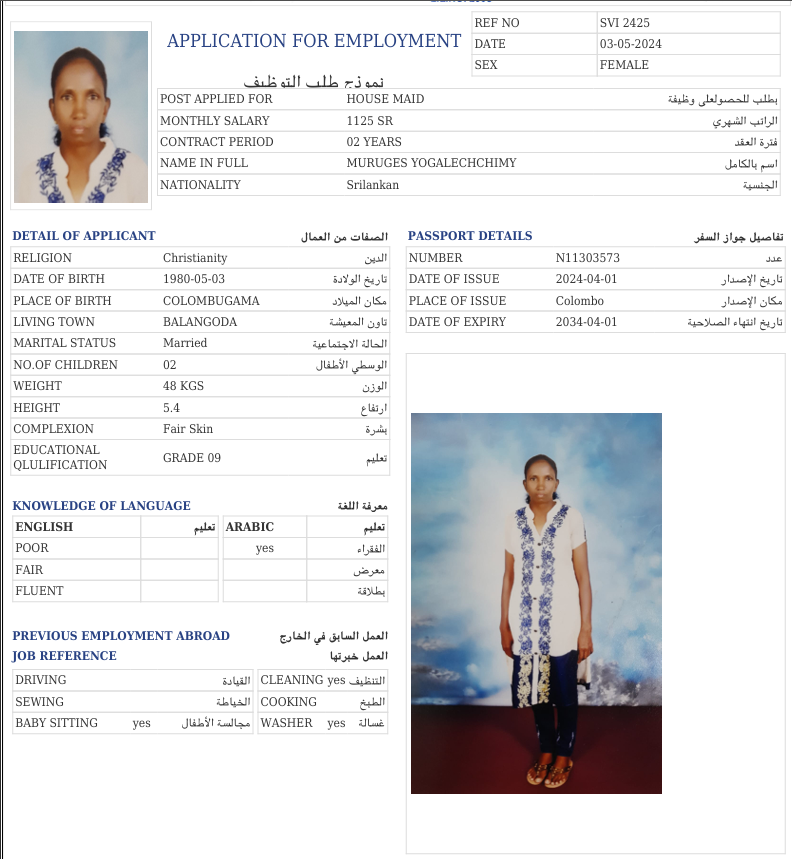 APPLICATION FOR EMPLOYMENT
نموذج طلب التوظيف
REF NO SVI 2425
DATE 03-05-2024
SEX FEMALE
POST APPLIED FOR HOUSE MAID بطلب للحصولعلى وظيفة
MONTHLY SALARY 1125 SR الراتب الشهري
CONTRACT PERIOD 02 YEARS فترة العقد
NAME IN FULL MURUGES YOGALECHCHIMY اسم بالكامل
NATIONALITY Srilankan الجنسية
DETAIL OF APPLICANT الصفات من العمال
RELIGION Christianity الدين
DATE OF BIRTH 1980-05-03 تاريخ الولادة
PLACE OF BIRTH COLOMBUGAMA مكان الميلاد
LIVING TOWN BALANGODA تاون المعيشة
MARITAL STATUS Married الحالة الاجتماعية
NO.OF CHILDREN 02 الوسطي الأطفال
WEIGHT 48 KGS الوزن
HEIGHT 5.4 ارتفاع
COMPLEXION Fair Skin بشرة
EDUCATIONAL
QLULIFICATION GRADE 09 تعليم
PASSPORT DETAILS تفاصيل جواز السفر
NUMBER N11303573 عدد
DATE OF ISSUE 2024-04-01 تاريخ الإصدار
PLACE OF ISSUE Colombo مكان الإصدار
DATE OF EXPIRY 2034-04-01 تاريخ انتهاء الصلاحية
KNOWLEDGE OF LANGUAGE معرفة اللغة
ENGLISH تعليم ARABIC تعليم
POOR yes الفقراء
FAIR معرض
FLUENT بطلاقة
PREVIOUS EMPLOYMENT ABROAD العمل السابق في الخارج
JOB REFERENCE العمل خبرتها
DRIVING القيادة CLEANING yes التنظيف
SEWING الخياطة COOKING الطبخ
BABY SITTING yes مجالسة الأطفال WASHER yes غسالة